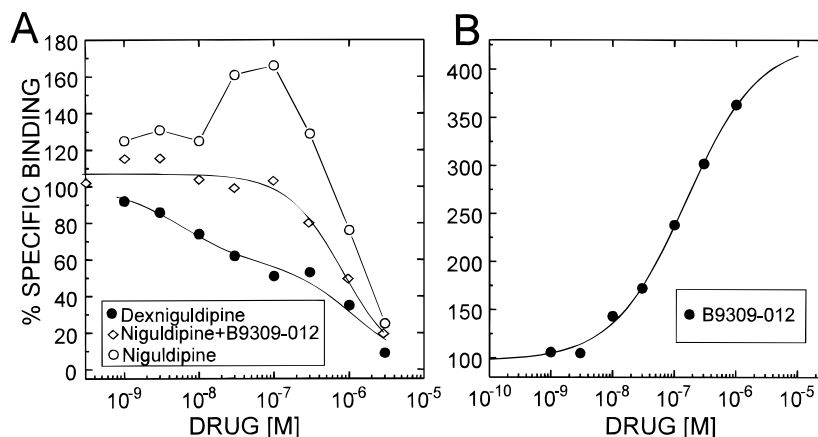 A
% SPECIFIC BINDING
180
160
140
120
100
80
60
40
20
0
● Dexniguldipine
◇ Niguldipine+B9309-012
○ Niguldipine
10⁻⁹ 10⁻⁸ 10⁻⁷ 10⁻⁶ 10⁻⁵
DRUG [M]
B
400
350
300
250
200
150
100
● B9309-012
10⁻¹⁰ 10⁻⁹ 10⁻⁸ 10⁻⁷ 10⁻⁶ 10⁻⁵
DRUG [M]